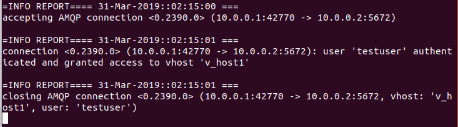 =INFO REPORT==== 31-Mar-2019::02:15:00 ===
accepting AMQP connection <0.2390.0> (10.0.0.1:42770 -> 10.0.0.2:5672)

=INFO REPORT==== 31-Mar-2019::02:15:01 ===
connection <0.2390.0> (10.0.0.1:42770 -> 10.0.0.2:5672): user 'testuser' authent
icated and granted access to vhost 'v_host1'

=INFO REPORT==== 31-Mar-2019::02:15:01 ===
closing AMQP connection <0.2390.0> (10.0.0.1:42770 -> 10.0.0.2:5672, vhost: 'v_h
ost1', user: 'testuser')